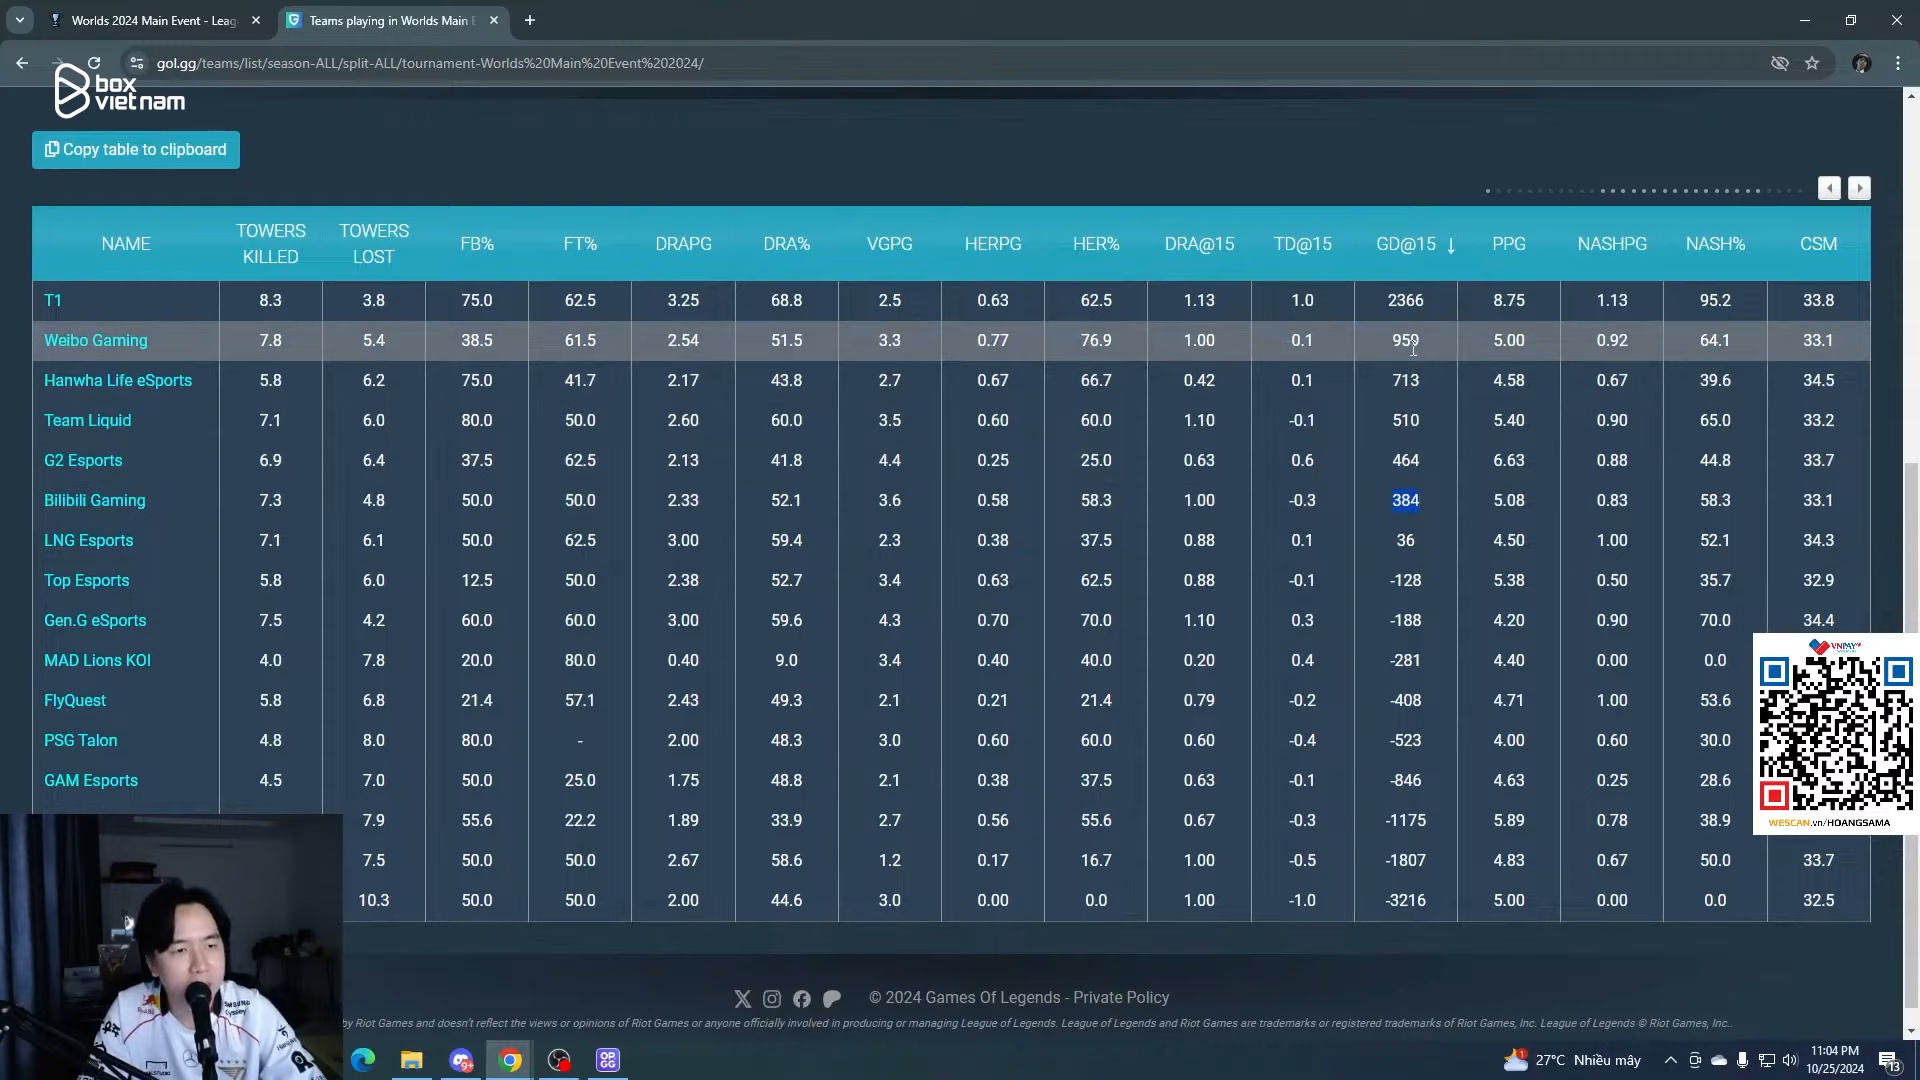 Worlds 2024 Main Event - Leag
Teams playing in Worlds Main E
gol.gg/teams/list/season-ALL/split-ALL/tournament-Worlds%20Main%20Event%202024/
box
việt nam
Copy table to clipboard
NAME TOWERS KILLED TOWERS LOST FB% FT% DRAPG DRA% VGPG HERPG HER% DRA@15 TD@15 GD@15 ↓ PPG NASHPG NASH% CSM
T1 8.3 3.8 75.0 62.5 3.25 68.8 2.5 0.63 62.5 1.13 1.0 2366 8.75 1.13 95.2 33.8
Weibo Gaming 7.8 5.4 38.5 61.5 2.54 51.5 3.3 0.77 76.9 1.00 0.1 959 5.00 0.92 64.1 33.1
Hanwha Life eSports 5.8 6.2 75.0 41.7 2.17 43.8 2.7 0.67 66.7 0.42 0.1 713 4.58 0.67 39.6 34.5
Team Liquid 7.1 6.0 80.0 50.0 2.60 60.0 3.5 0.60 60.0 1.10 -0.1 510 5.40 0.90 65.0 33.2
G2 Esports 6.9 6.4 37.5 62.5 2.13 41.8 4.4 0.25 25.0 0.63 0.6 464 6.63 0.88 44.8 33.7
Bilibili Gaming 7.3 4.8 50.0 50.0 2.33 52.1 3.6 0.58 58.3 1.00 -0.3 384 5.08 0.83 58.3 33.1
LNG Esports 7.1 6.1 50.0 62.5 3.00 59.4 2.3 0.38 37.5 0.88 0.1 36 4.50 1.00 52.1 34.3
Top Esports 5.8 6.0 12.5 50.0 2.38 52.7 3.4 0.63 62.5 0.88 -0.1 -128 5.38 0.50 35.7 32.9
Gen.G eSports 7.5 4.2 60.0 60.0 3.00 59.6 4.3 0.70 70.0 1.10 0.3 -188 4.20 0.90 70.0 34.4
MAD Lions KOI 4.0 7.8 20.0 80.0 0.40 9.0 3.4 0.40 40.0 0.20 0.4 -281 4.40 0.00 0.0
FlyQuest 5.8 6.8 21.4 57.1 2.43 49.3 2.1 0.21 21.4 0.79 -0.2 -408 4.71 1.00 53.6
PSG Talon 4.8 8.0 80.0 - 2.00 48.3 3.0 0.60 60.0 0.60 -0.4 -523 4.00 0.60 30.0
GAM Esports 4.5 7.0 50.0 25.0 1.75 48.8 2.1 0.38 37.5 0.63 -0.1 -846 4.63 0.25 28.6
7.9 55.6 22.2 1.89 33.9 2.7 0.56 55.6 0.67 -0.3 -1175 5.89 0.78 38.9
7.5 50.0 50.0 2.67 58.6 1.2 0.17 16.7 1.00 -0.5 -1807 4.83 0.67 50.0 33.7
10.3 50.0 50.0 2.00 44.6 3.0 0.00 0.0 1.00 -1.0 -3216 5.00 0.00 0.0 32.5
VNPAY
WESCAN.vn/HOANGSAMA
© 2024 Games Of Legends - Private Policy
by Riot Games and doesn't reflect the views or opinions of Riot Games or anyone officially involved in producing or managing League of Legends. League of Legends and Riot Games are trademarks or registered trademarks of Riot Games, Inc. League of Legends © Riot Games, Inc..
9+
OP
GG
1
27°C Nhiều mây
11:04 PM
10/25/2024
13